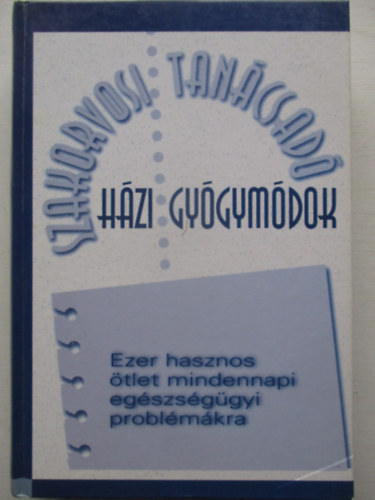 SZAKORVOSI TANÁCSADÓ
HÁZI GYÓGYMÓDOK
Ezer hasznos
ötlet mindennapi
egészségügyi
problémákra